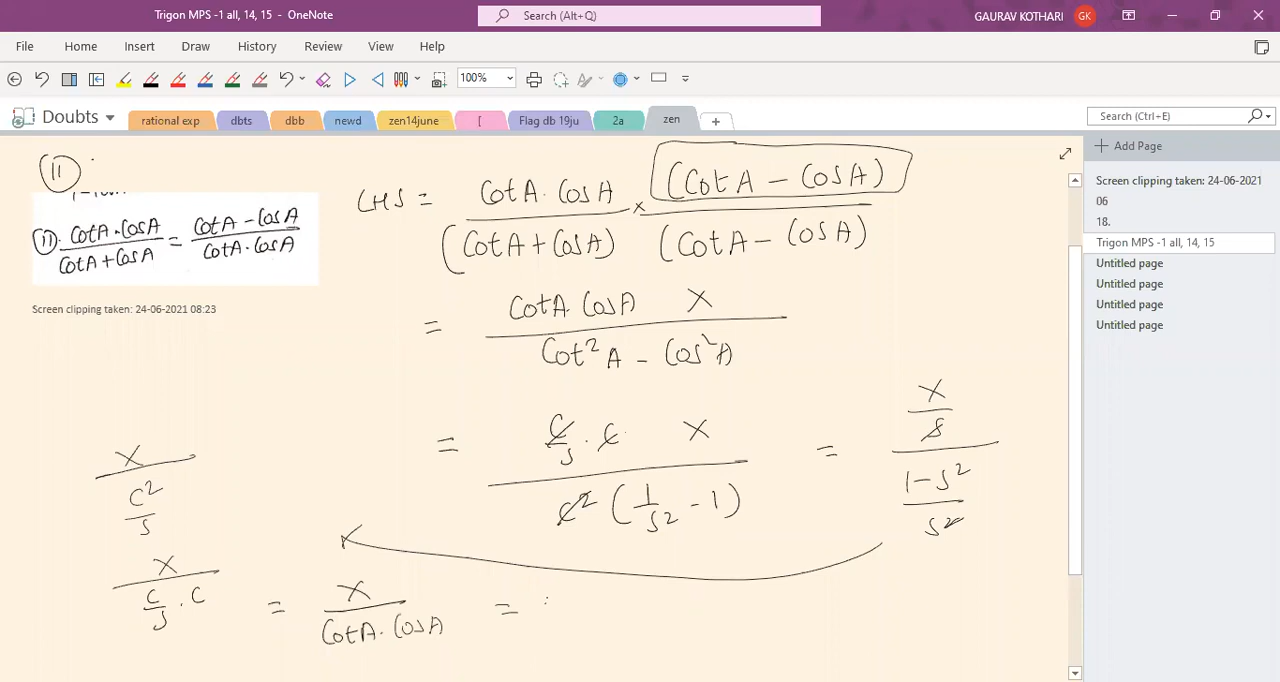 Trigon MPS -1 all, 14, 15 - OneNote
Search (Alt+Q)
GAURAV KOTHARI GK
File Home Insert Draw History Review View Help
100%
Doubts
rational exp dbts dbb newd zen14june [ Flag db 19ju 2a zen
Search (Ctrl+E)
Add Page
Screen clipping taken: 24-06-2021
06
18.
Trigon MPS -1 all, 14, 15
Untitled page
Untitled page
Untitled page
Untitled page
(11)
(11). CotA·CosA / CotA+CosA = CotA-CosA / CotA·CosA
Screen clipping taken: 24-06-2021 08:23
LHS = CotA·CosA / (CotA+CosA) × (CotA-CosA) / (CotA-CosA)
= CotA·CosA X / Cot²A - Cos²A
= c/s · c X / c² (1/s² - 1) = X/s / 1-s²/s²
X / c²/s
X / c/s · c = X / CotA·CosA =